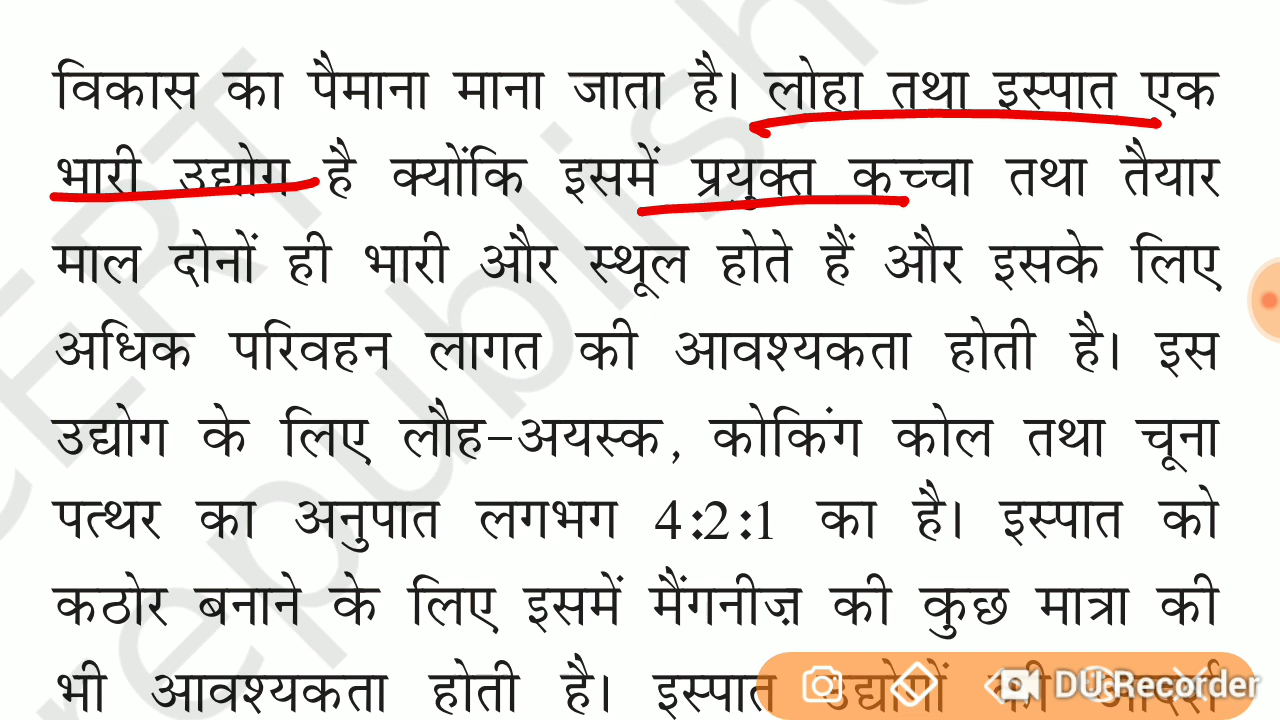 विकास का पैमाना माना जाता है। लोहा तथा इस्पात एक
भारी उद्योग है क्योंकि इसमें प्रयुक्त कच्चा तथा तैयार
माल दोनों ही भारी और स्थूल होते हैं और इसके लिए
अधिक परिवहन लागत की आवश्यकता होती है। इस
उद्योग के लिए लौह-अयस्क, कोकिंग कोल तथा चूना
पत्थर का अनुपात लगभग 4:2:1 का है। इस्पात को
कठोर बनाने के लिए इसमें मैंगनीज़ की कुछ मात्रा की
भी आवश्यकता होती है। इस्पात उद्योगों की
DU Recorder
republish